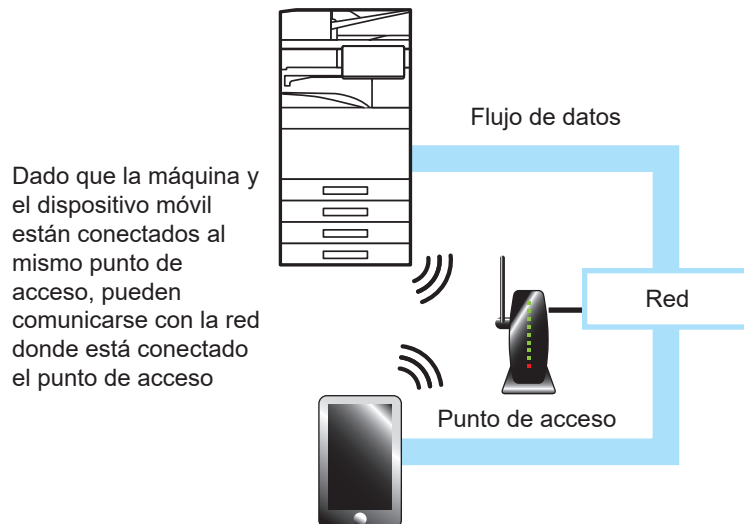 Flujo de datos
Dado que la máquina y
el dispositivo móvil
están conectados al
mismo punto de
acceso, pueden
comunicarse con la red
donde está conectado
el punto de acceso
Red
Punto de acceso